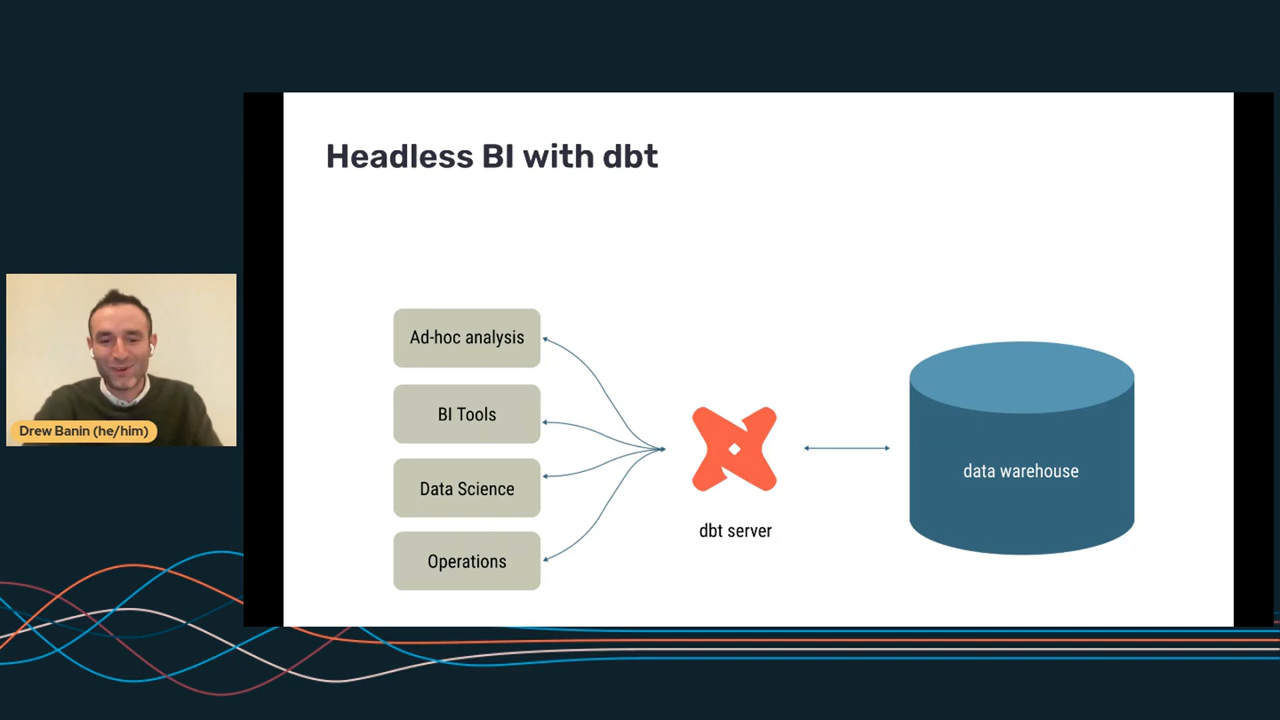 Headless BI with dbt
Ad-hoc analysis
BI Tools
Data Science
Operations
dbt server
data warehouse
Drew Banin (he/him)